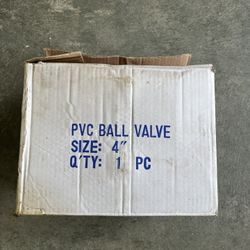 PVC BALL VALVE
SIZE: 4"
Q'TY: 1 PC